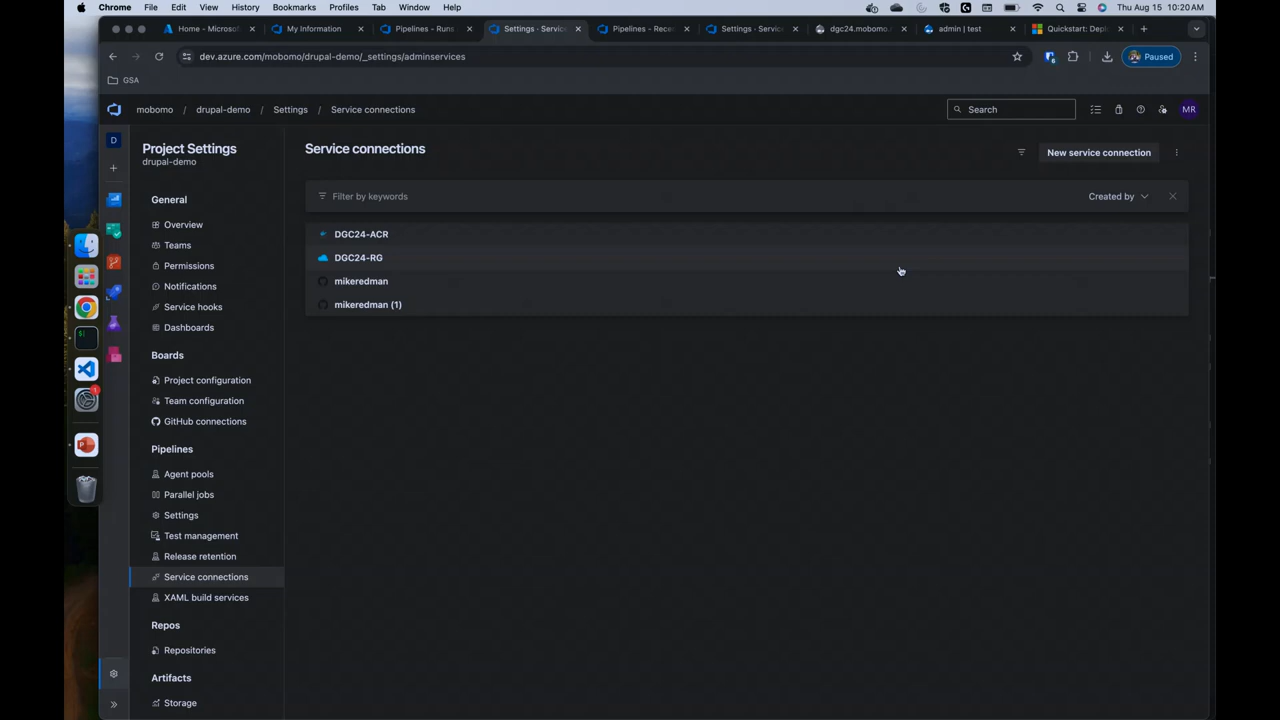 Chrome File Edit View History Bookmarks Profiles Tab Window Help Thu Aug 15 10:20 AM
Home - Microsof My Information Pipelines - Runs Settings · Service Pipelines - Rece Settings · Servic dgc24.mobomo. admin | test Quickstart: Depl
dev.azure.com/mobomo/drupal-demo/_settings/adminservices Paused
GSA
mobomo / drupal-demo / Settings / Service connections Search MR
D
Project Settings
drupal-demo
General
Overview
Teams
Permissions
Notifications
Service hooks
Dashboards
Boards
Project configuration
Team configuration
GitHub connections
Pipelines
Agent pools
Parallel jobs
Settings
Test management
Release retention
Service connections
XAML build services
Repos
Repositories
Artifacts
Storage
Service connections New service connection
Filter by keywords Created by
DGC24-ACR
DGC24-RG
mikeredman
mikeredman (1)
1